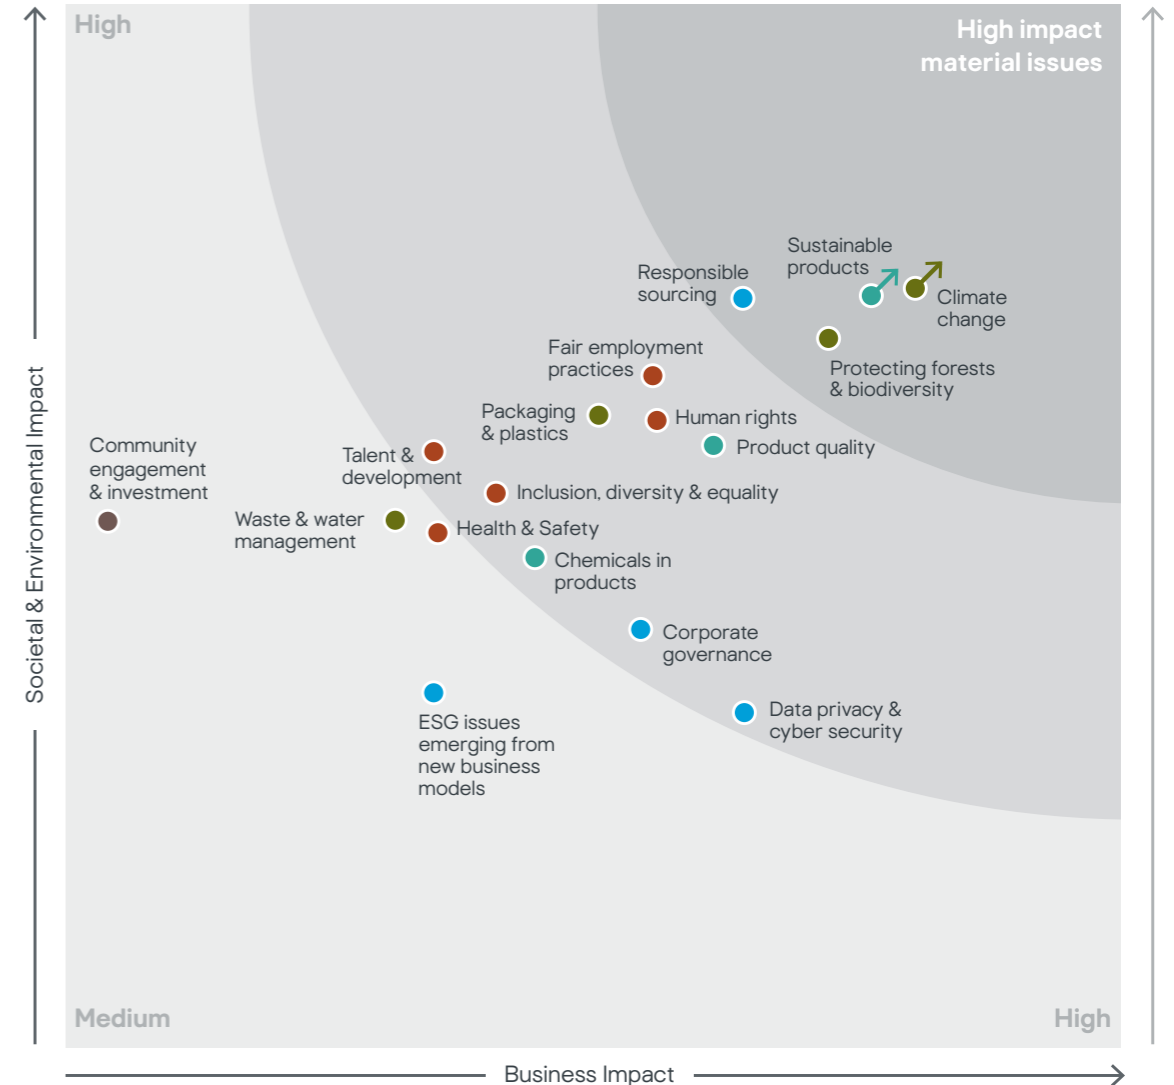 High
High impact
material issues
Sustainable
products
Responsible
sourcing
Climate
change
Fair employment
practices
Protecting forests
& biodiversity
Packaging
& plastics
Human rights
Product quality
Community
engagement
& investment
Talent &
development
Inclusion, diversity & equality
Waste & water
management
Health & Safety
Chemicals in
products
Corporate
governance
Data privacy &
cyber security
ESG issues
emerging from
new business
models
Societal & Environmental Impact
Medium
High
Business Impact